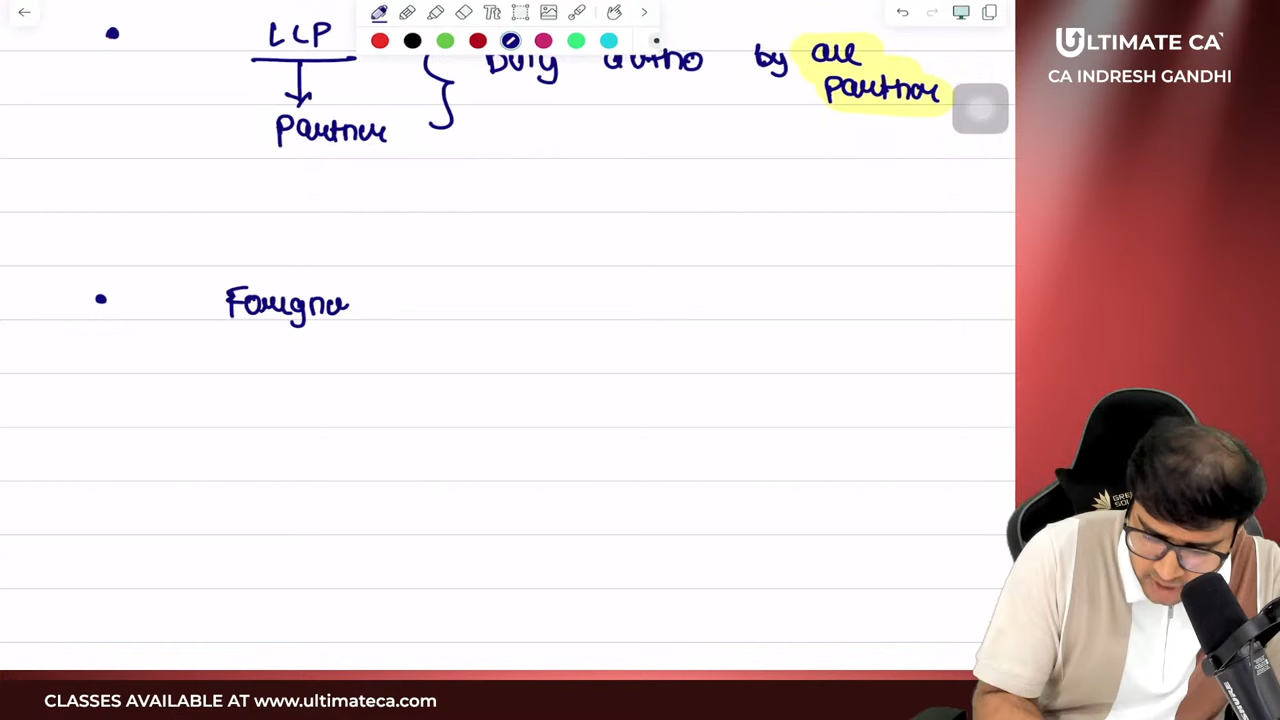 LLP
Duly autho by all
partner
Partner
Foreigner
Tt
ULTIMATE CA
CA INDRESH GANDHI
CLASSES AVAILABLE AT www.ultimateca.com